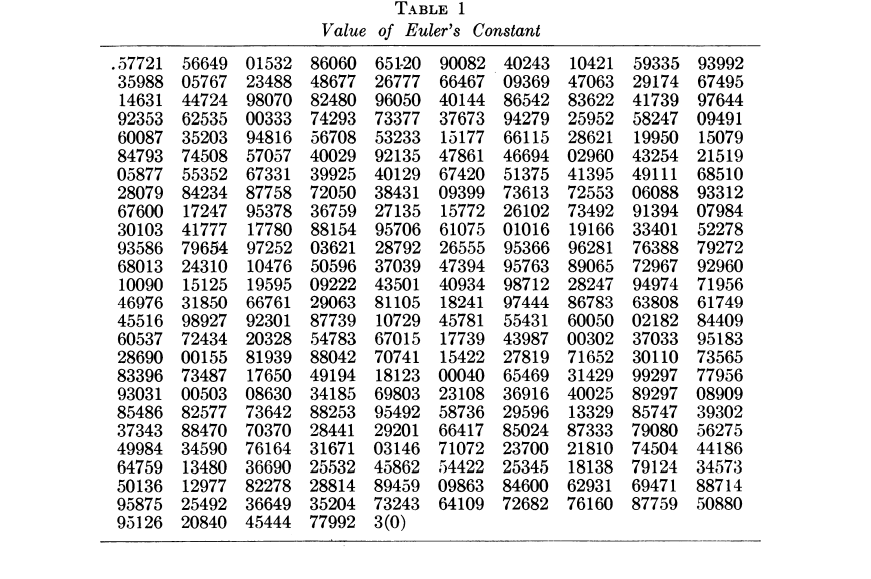 TABLE 1
Value of Euler's Constant
.57721 56649 01532 86060 65120 90082 40243 10421 59335 93992
35988 05767 23488 48677 26777 66467 09369 47063 29174 67495
14631 44724 98070 82480 96050 40144 86542 83622 41739 97644
92353 62535 00333 74293 73377 37673 94279 25952 58247 09491
60087 35203 94816 56708 53233 15177 66115 28621 19950 15079
84793 74508 57057 40029 92135 47861 46694 02960 43254 21519
05877 55352 67331 39925 40129 67420 51375 41395 49111 68510
28079 84234 87758 72050 38431 09399 73613 72553 06088 93312
67600 17247 95378 36759 27135 15772 26102 73492 91394 07984
30103 41777 17780 88154 95706 61075 01016 19166 33401 52278
93586 79654 97252 03621 28792 26555 95366 96281 76388 79272
68013 24310 10476 50596 37039 47394 95763 89065 72967 92960
10090 15125 19595 09222 43501 40934 98712 28247 94974 71956
46976 31850 66761 29063 81105 18241 97444 86783 63808 61749
45516 98927 92301 87739 10729 45781 55431 60050 02182 84409
60537 72434 20328 54783 67015 17739 43987 00302 37033 95183
28690 00155 81939 88042 70741 15422 27819 71652 30110 73565
83396 73487 17650 49194 18123 00040 65469 31429 99297 77956
93031 00503 08630 34185 69803 23108 36916 40025 89297 08909
85486 82577 73642 88253 95492 58736 29596 13329 85747 39302
37343 88470 70370 28441 29201 66417 85024 87333 79080 56275
49984 34590 76164 31671 03146 71072 23700 21810 74504 44186
64759 13480 36690 25532 45862 54422 25345 18138 79124 34573
50136 12977 82278 28814 89459 09863 84600 62931 69471 88714
95875 25492 36649 35204 73243 64109 72682 76160 87759 50880
95126 20840 45444 77992 3(0)